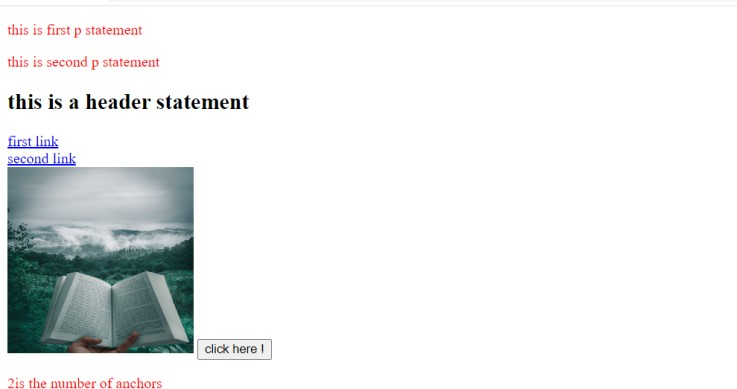 this is first p statement
this is second p statement
this is a header statement
first link
second link
click here !
2is the number of anchors